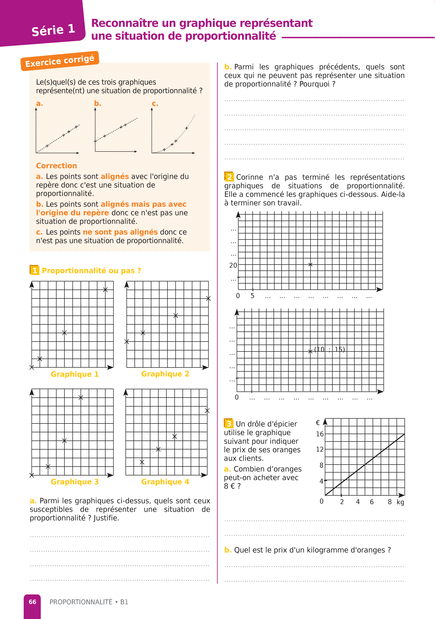 Série 1
Reconnaître un graphique représentant
une situation de proportionnalité
Exercice corrigé
Le(s)quel(s) de ces trois graphiques
représente(nt) une situation de proportionnalité ?
a.
b.
c.
Correction
a. Les points sont alignés avec l'origine du
repère donc c'est une situation de
proportionnalité.
b. Les points sont alignés mais pas avec
l'origine du repère donc ce n'est pas une
situation de proportionnalité.
c. Les points ne sont pas alignés donc ce
n'est pas une situation de proportionnalité.
1 Proportionnalité ou pas ?
Graphique 1
Graphique 2
Graphique 3
Graphique 4
a. Parmi les graphiques ci-dessus, quels sont ceux
susceptibles de représenter une situation de
proportionnalité ? Justifie.
b. Parmi les graphiques précédents, quels sont
ceux qui ne peuvent pas représenter une situation
de proportionnalité ? Pourquoi ?
2 Corinne n'a pas terminé les représentations
graphiques de situations de proportionnalité.
Elle a commencé les graphiques ci-dessous. Aide-la
à terminer son travail.
...
...
...
20
...
0 5 ... ... ... ... ... ... ...
...
...
...
...
...
(10 ; 15)
0 ... ... ... ... ... ... ... ...
3 Un drôle d'épicier
utilise le graphique
suivant pour indiquer
le prix de ses oranges
aux clients.
a. Combien d'oranges
peut-on acheter avec
8 € ?
€
16
12
8
4
0 2 4 6 8 kg
b. Quel est le prix d'un kilogramme d'oranges ?
66 PROPORTIONNALITÉ • B1